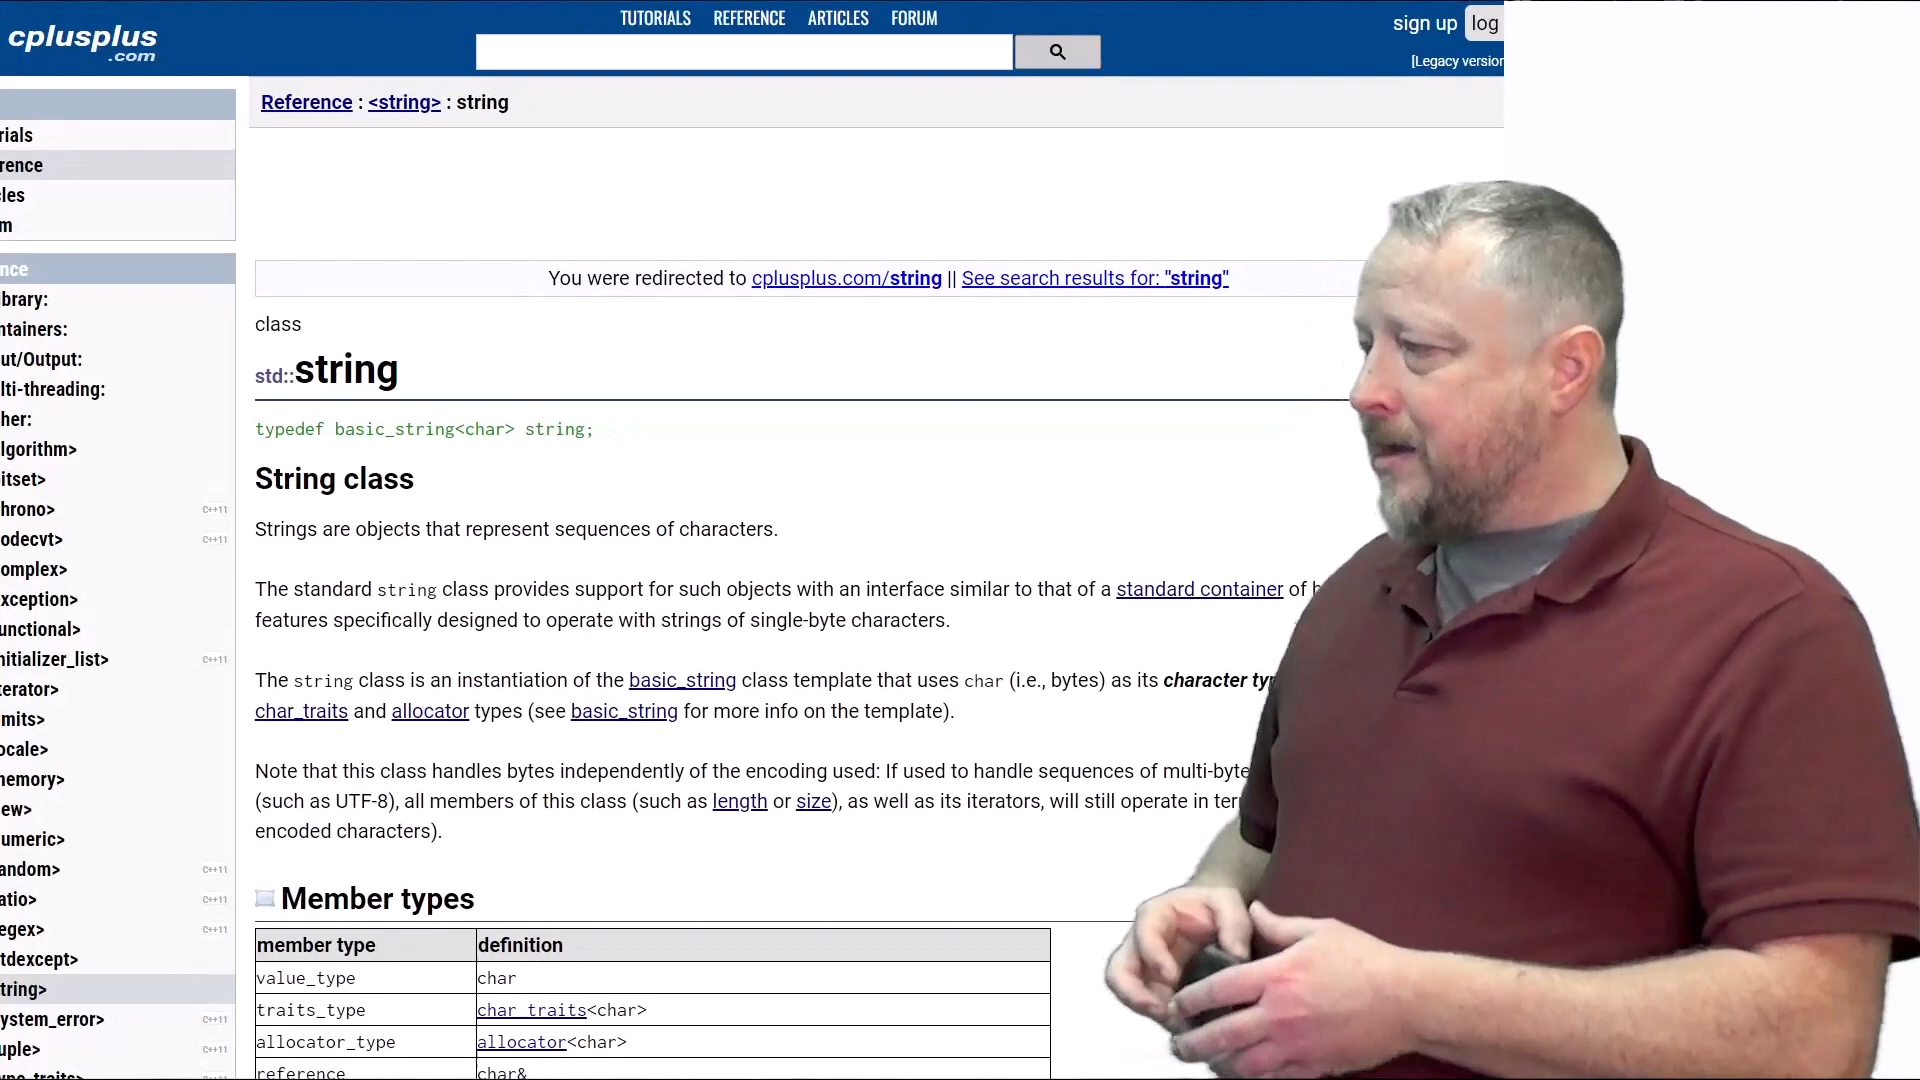 TUTORIALS REFERENCE ARTICLES FORUM
sign up log
cplusplus
.com
[Legacy version
Reference : <string> : string
rials
rence
cles
m
You were redirected to cplusplus.com/string || See search results for: "string"
nce
ibrary:
ntainers:
ut/Output:
lti-threading:
her:
lgorithm>
itset>
hrono> C++11
odecvt> C++11
omplex>
xception>
unctional>
nitializer_list> C++11
terator>
mits>
ocale>
memory>
ew>
umeric>
andom> C++11
atio> C++11
egex> C++11
tdexcept>
tring>
ystem_error> C++11
uple> C++11
ype_traits> C++11
class
std::string
typedef basic_string<char> string;
String class
Strings are objects that represent sequences of characters.
The standard string class provides support for such objects with an interface similar to that of a standard container of
features specifically designed to operate with strings of single-byte characters.
The string class is an instantiation of the basic_string class template that uses char (i.e., bytes) as its character
char_traits and allocator types (see basic_string for more info on the template).
Note that this class handles bytes independently of the encoding used: If used to handle sequences of multi-byte
(such as UTF-8), all members of this class (such as length or size), as well as its iterators, will still operate in
encoded characters).
Member types
member type definition
value_type char
traits_type char_traits<char>
allocator_type allocator<char>
reference char&